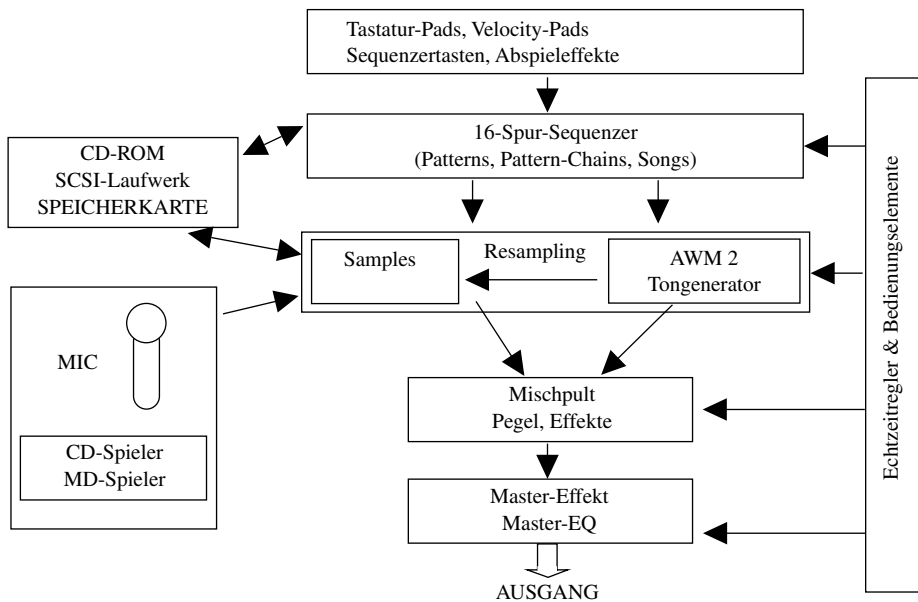 Tastatur-Pads, Velocity-Pads
Sequenzertasten, Abspieleffekte
16-Spur-Sequenzer
(Patterns, Pattern-Chains, Songs)
CD-ROM
SCSI-Laufwerk
SPEICHERKARTE
Samples
Resampling
AWM 2
Tongenerator
MIC
CD-Spieler
MD-Spieler
Mischpult
Pegel, Effekte
Master-Effekt
Master-EQ
AUSGANG
Echtzeitregler & Bedienungselemente